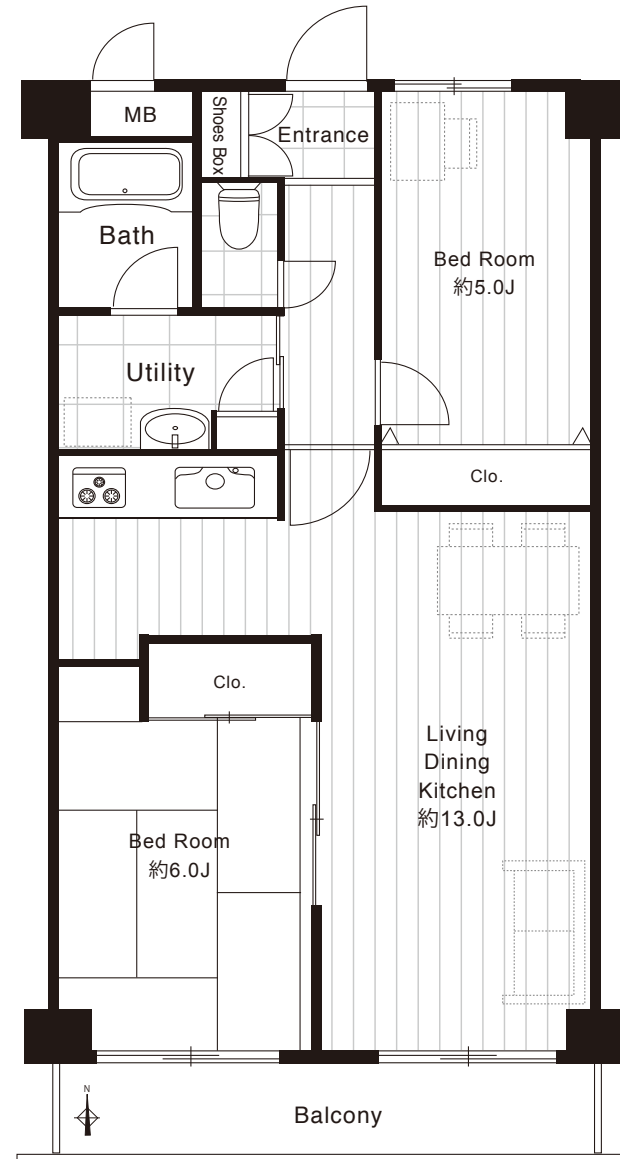 MB
Shoes Box
Entrance
Bath
Bed Room
約5.0J
Utility
Clo.
Clo.
Living
Dining
Kitchen
約13.0J
Bed Room
約6.0J
N
Balcony